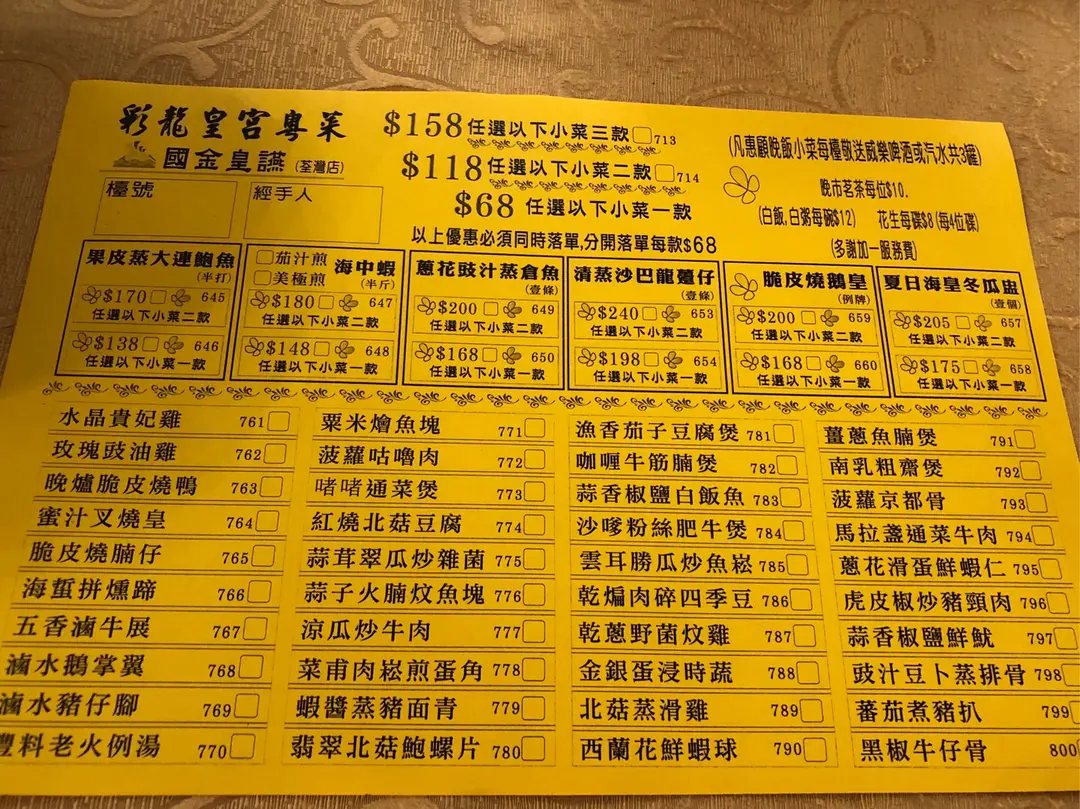 彩龍皇宮粵菜
國金皇讌(荃灣店)
檯號
經手人
$158任選以下小菜三款 713
$118任選以下小菜二款 714
$68 任選以下小菜一款
以上優惠必須同時落單,分開落單每款$68
(凡惠顧晚飯小菜每檯敬送威樂啤酒或汽水共3罐)
晚市茗茶每位$10.
(白飯,白粥每碗$12) 花生每碟$8(每4位碟)
(多謝加一服務費)
果皮蒸大連鮑魚
(半打)
$170 645
任選以下小菜二款
$138 646
任選以下小菜一款
茄汁煎
美極煎
海中蝦
(半斤)
$180 647
任選以下小菜二款
$148 648
任選以下小菜一款
蔥花豉汁蒸倉魚
(壹條)
$200 649
任選以下小菜二款
$168 650
任選以下小菜一款
清蒸沙巴龍躉仔
(壹條)
$240 653
任選以下小菜二款
$198 654
任選以下小菜一款
脆皮燒鵝皇
(例牌)
$200 659
任選以下小菜二款
$168 660
任選以下小菜一款
夏日海皇冬瓜盅
(壹個)
$205 657
任選以下小菜二款
$175 658
任選以下小菜一款
水晶貴妃雞 761
玫瑰豉油雞 762
晚爐脆皮燒鴨 763
蜜汁叉燒皇 764
脆皮燒腩仔 765
海蜇拼燻蹄 766
五香滷牛展 767
滷水鵝掌翼 768
滷水豬仔腳 769
豐料老火例湯 770
粟米燴魚塊 771
菠蘿咕嚕肉 772
啫啫通菜煲 773
紅燒北菇豆腐 774
蒜茸翠瓜炒雜菌 775
蒜子火腩炆魚塊 776
涼瓜炒牛肉 777
菜甫肉崧煎蛋角 778
蝦醬蒸豬面青 779
翡翠北菇鮑螺片 780
漁香茄子豆腐煲 781
咖喱牛筋腩煲 782
蒜香椒鹽白飯魚 783
沙嗲粉絲肥牛煲 784
雲耳勝瓜炒魚崧 785
乾煸肉碎四季豆 786
乾蔥野菌炆雞 787
金銀蛋浸時蔬 788
北菇蒸滑雞 789
西蘭花鮮蝦球 790
薑蔥魚腩煲 791
南乳粗齋煲 792
菠蘿京都骨 793
馬拉盞通菜牛肉 794
蔥花滑蛋鮮蝦仁 795
虎皮椒炒豬頸肉 796
蒜香椒鹽鮮魷 797
豉汁豆卜蒸排骨 798
蕃茄煮豬扒 799
黑椒牛仔骨 800